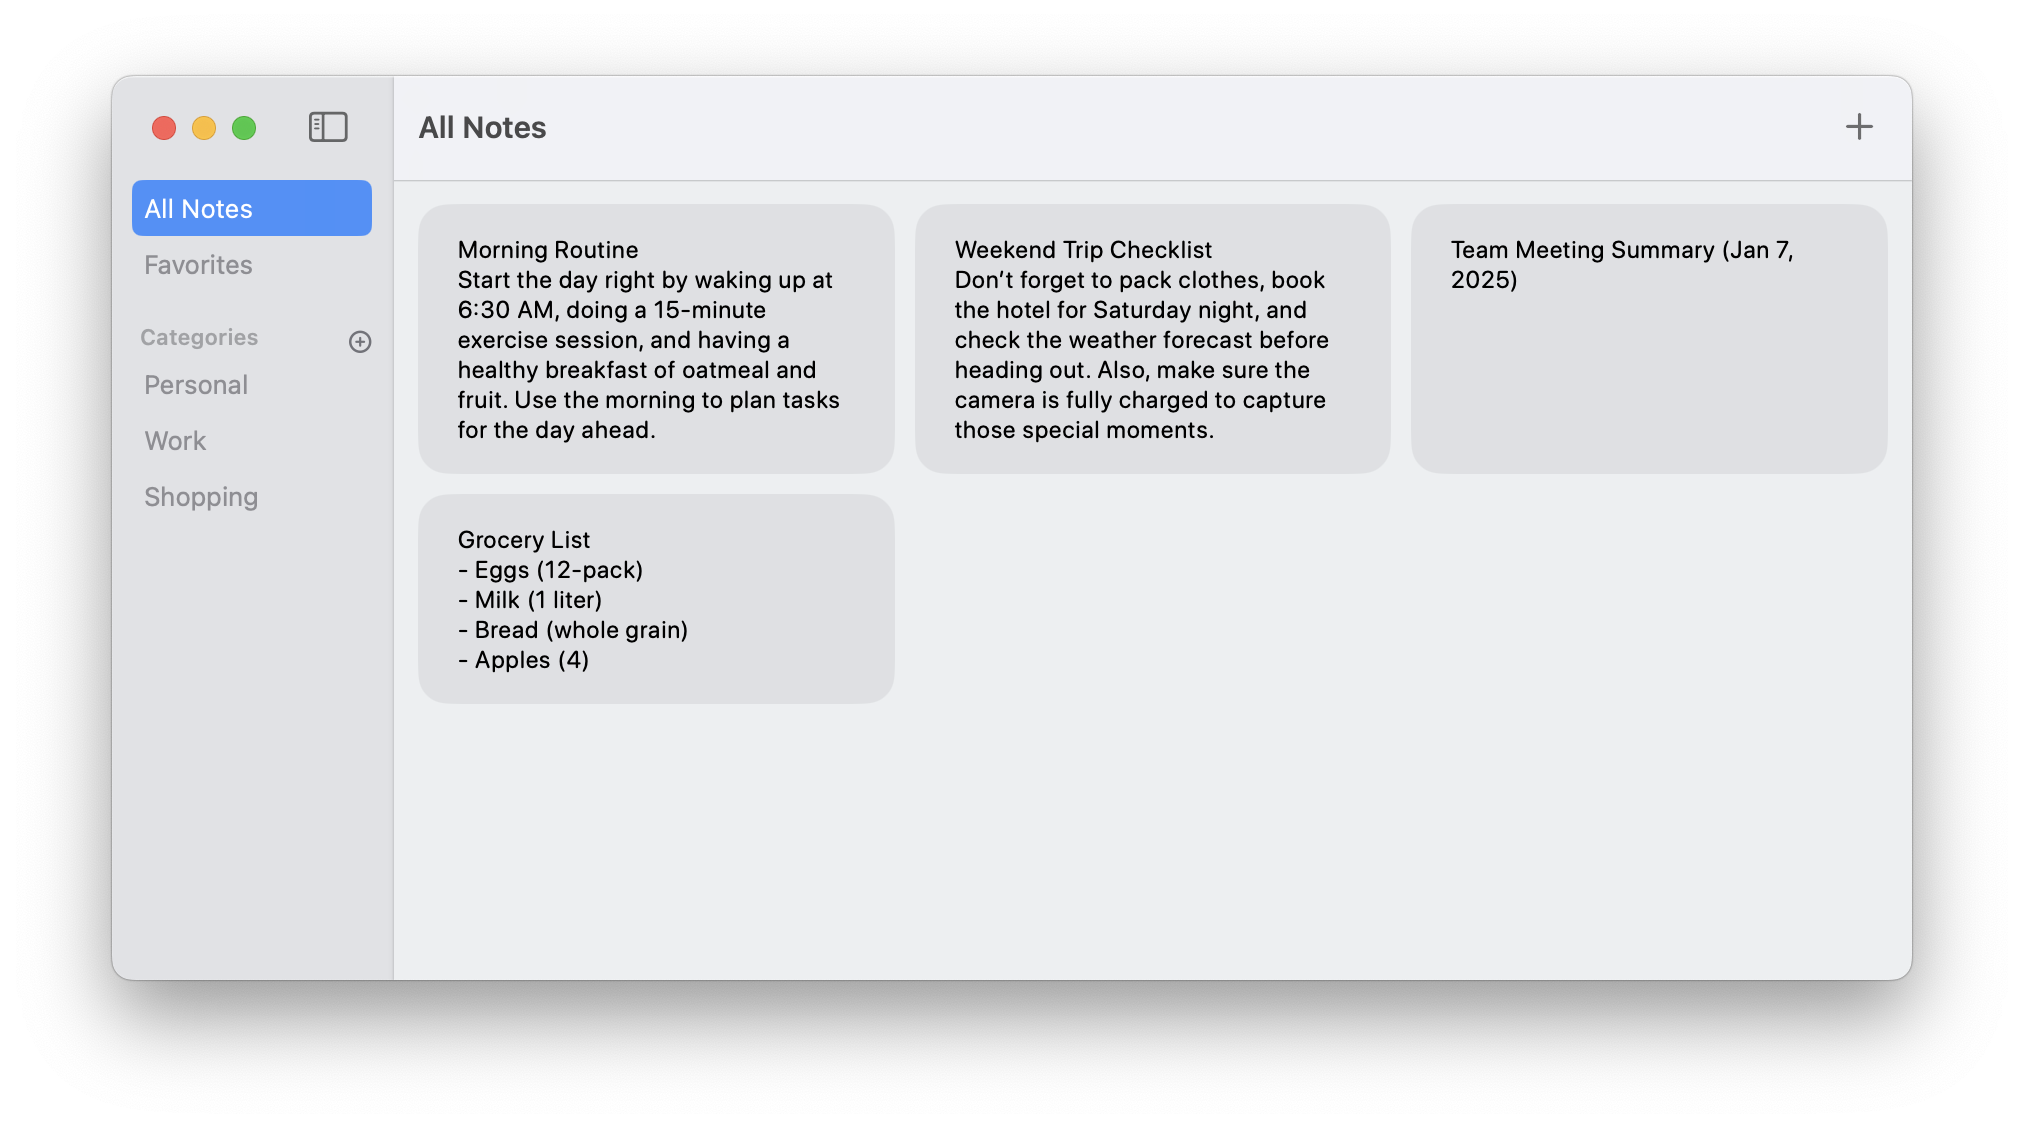 All Notes
Favorites
Categories
Personal
Work
Shopping
All Notes
Morning Routine
Start the day right by waking up at
6:30 AM, doing a 15-minute
exercise session, and having a
healthy breakfast of oatmeal and
fruit. Use the morning to plan tasks
for the day ahead.
Weekend Trip Checklist
Don’t forget to pack clothes, book
the hotel for Saturday night, and
check the weather forecast before
heading out. Also, make sure the
camera is fully charged to capture
those special moments.
Team Meeting Summary (Jan 7,
2025)
Grocery List
- Eggs (12-pack)
- Milk (1 liter)
- Bread (whole grain)
- Apples (4)